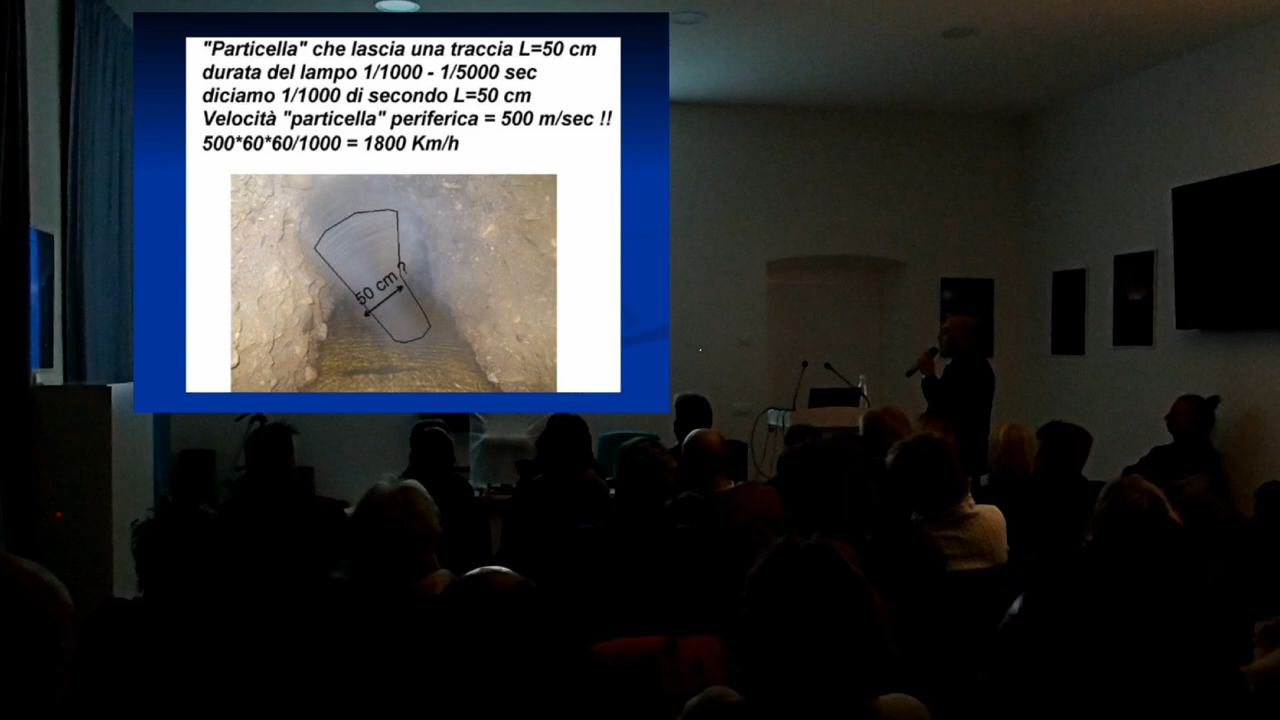 "Particella" che lascia una traccia L=50 cm
durata del lampo 1/1000 - 1/5000 sec
diciamo 1/1000 di secondo L=50 cm
Velocità "particella" periferica = 500 m/sec !!
500*60*60/1000 = 1800 Km/h
50 cm ?